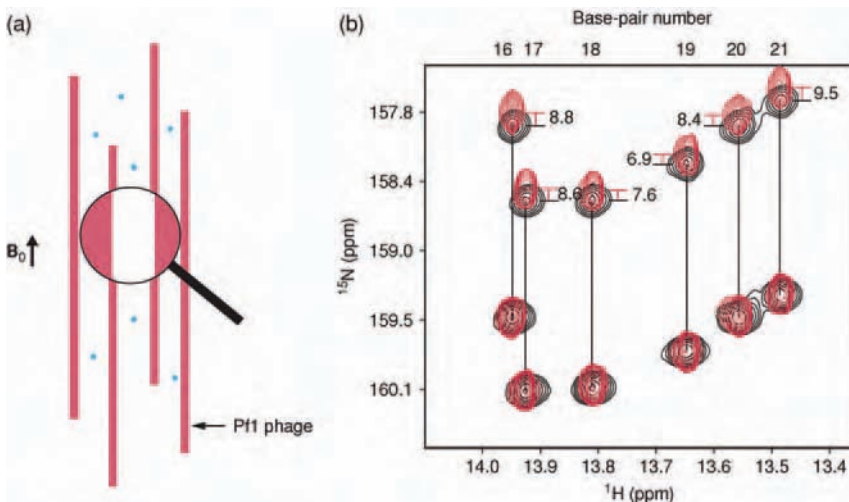 (a)
B0
Pf1 phage
(b)
Base-pair number
16 17 18 19 20 21
157.8
158.4
159.0
159.5
160.1
15N (ppm)
8.8
8.6
7.6
6.9
8.4
9.5
14.0 13.9 13.8 13.7 13.6 13.5 13.4
1H (ppm)